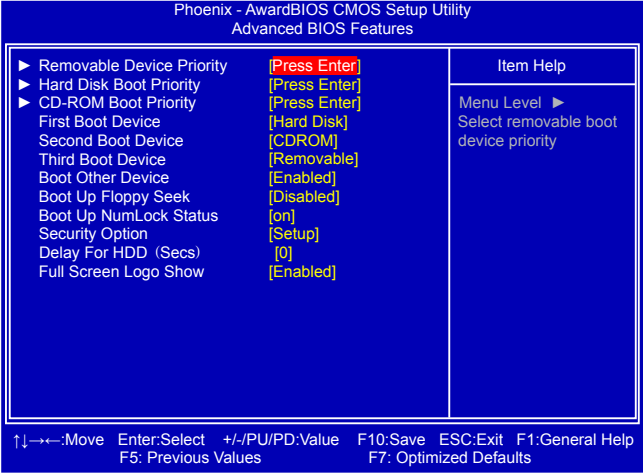 Phoenix - AwardBIOS CMOS Setup Utility
Advanced BIOS Features
► Removable Device Priority [Press Enter]
► Hard Disk Boot Priority [Press Enter]
► CD-ROM Boot Priority [Press Enter]
First Boot Device [Hard Disk]
Second Boot Device [CDROM]
Third Boot Device [Removable]
Boot Other Device [Enabled]
Boot Up Floppy Seek [Disabled]
Boot Up NumLock Status [on]
Security Option [Setup]
Delay For HDD（Secs） [0]
Full Screen Logo Show [Enabled]
Item Help
Menu Level ►
Select removable boot
device priority
↑↓→←:Move Enter:Select +/-/PU/PD:Value F10:Save ESC:Exit F1:General Help
F5: Previous Values F7: Optimized Defaults